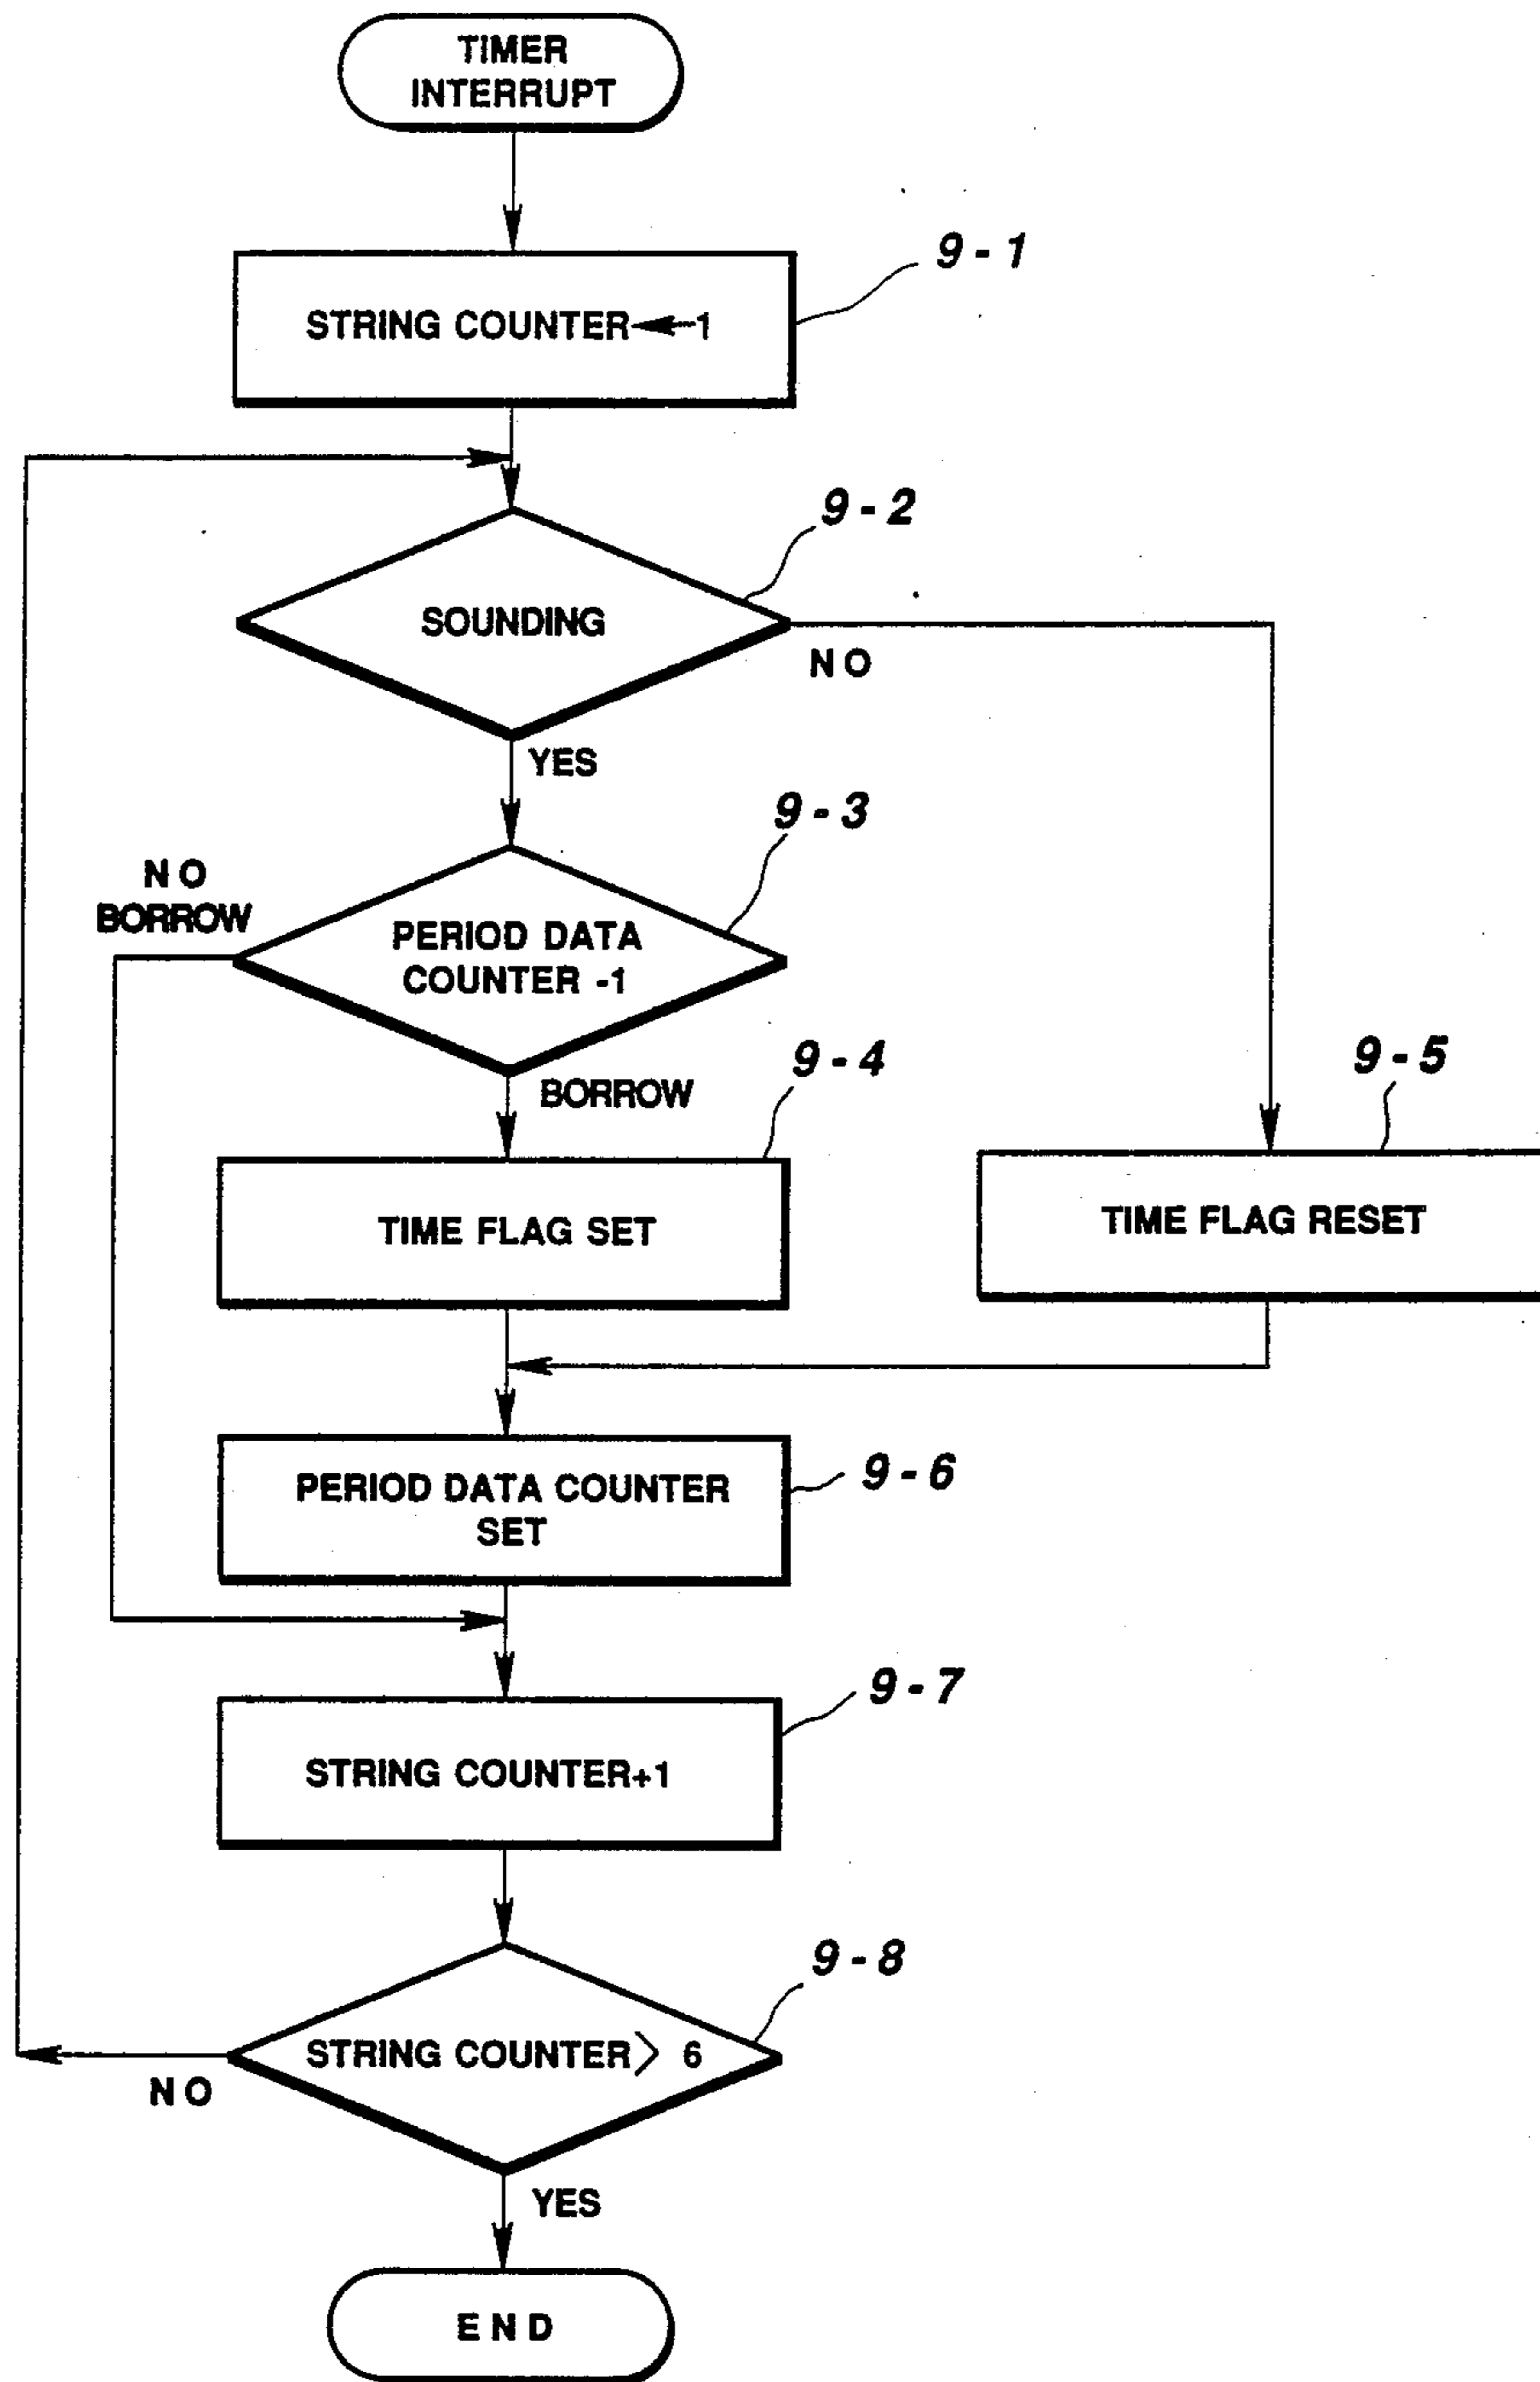 TIMER
INTERRUPT
9-1
STRING COUNTER←1
9-2
SOUNDING
NO
YES
9-3
NO
BORROW
PERIOD DATA
COUNTER -1
9-4
BORROW
9-5
TIME FLAG SET
TIME FLAG RESET
9-6
PERIOD DATA COUNTER
SET
9-7
STRING COUNTER+1
9-8
STRING COUNTER> 6
NO
YES
END